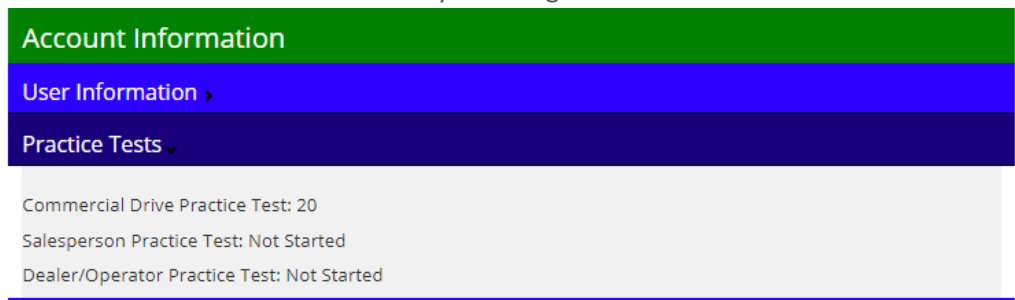 Account Information
User Information
Practice Tests
Commercial Drive Practice Test: 20
Salesperson Practice Test: Not Started
Dealer/Operator Practice Test: Not Started